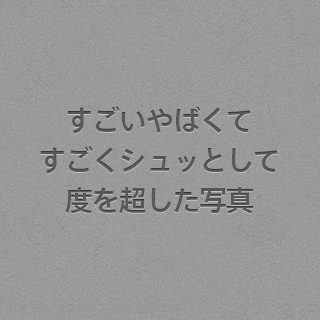 すごいやばくて
すごくシュッとして
度を超した写真